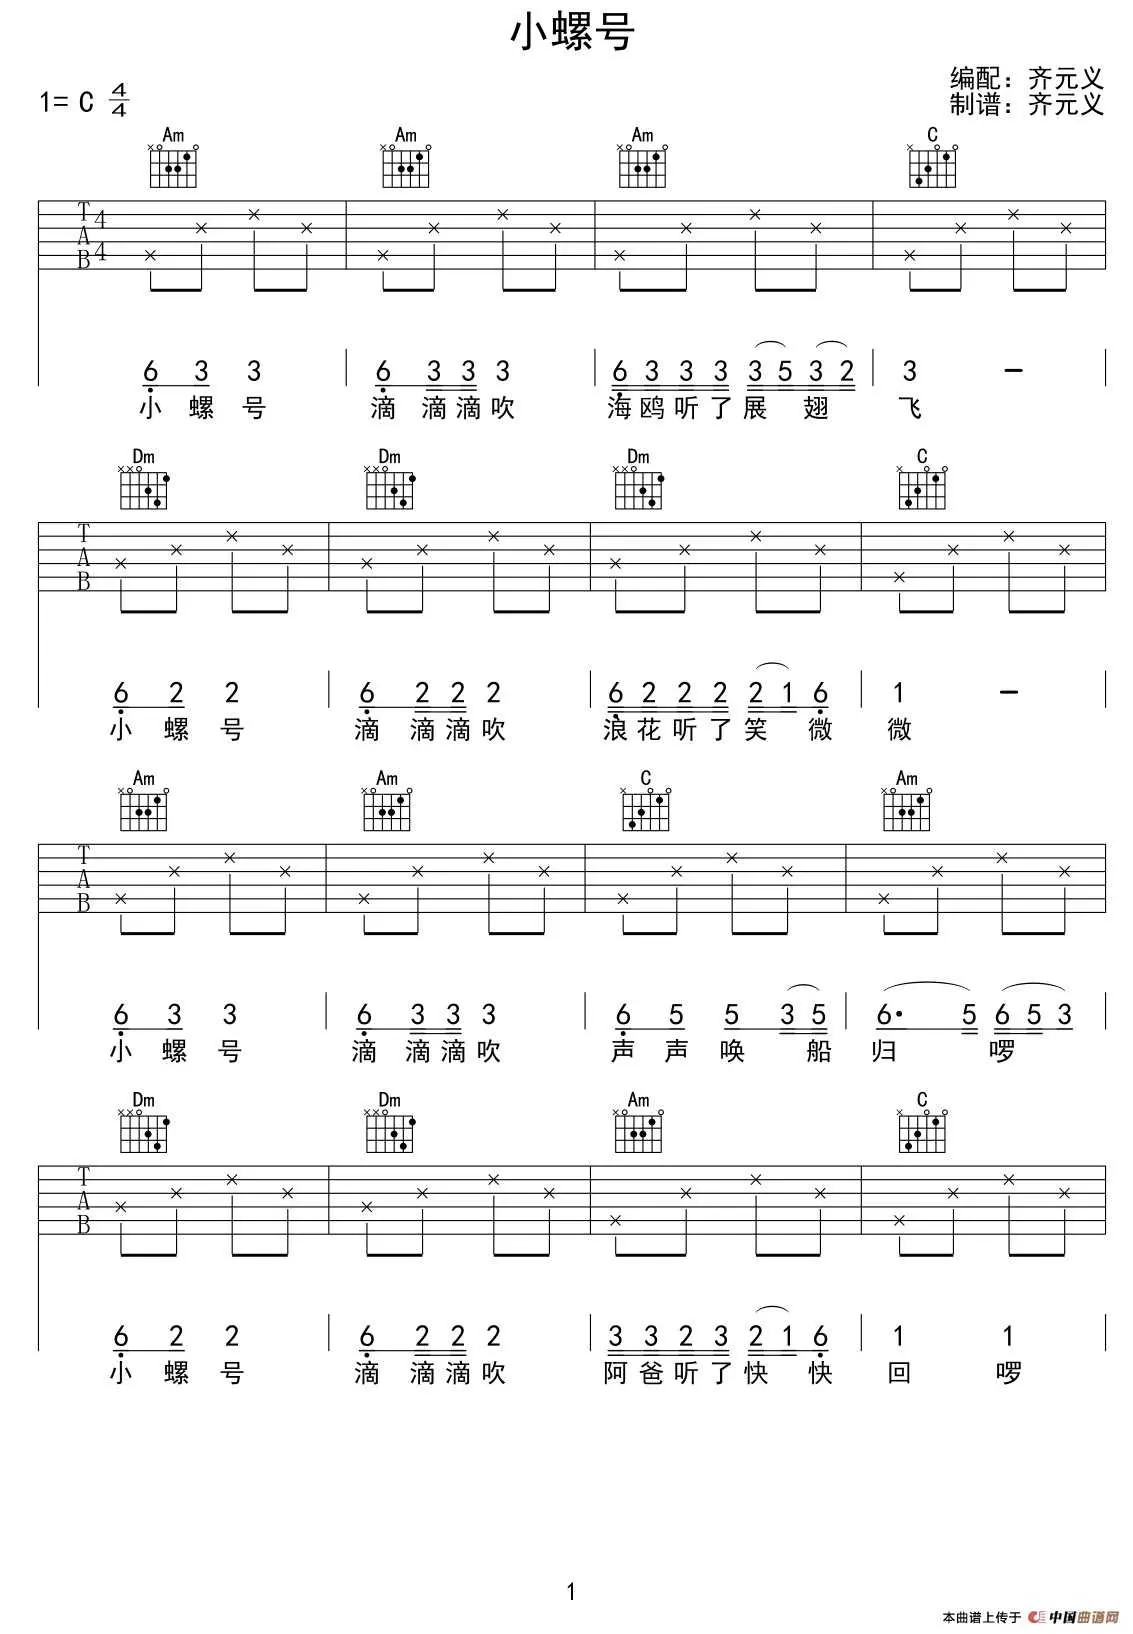 小螺号
编配：齐元义
1= C 4/4
制谱：齐元义
Am Am Am C
T A B 4 4
6 3 3 6 3 3 3 6 3 3 3 3 5 3 2 3 –
小 螺 号 滴 滴 滴 吹 海 鸥 听 了 展 翅 飞
Dm Dm Dm C
T A B
6 2 2 6 2 2 2 6 2 2 2 2 1 6 1 –
小 螺 号 滴 滴 滴 吹 浪 花 听 了 笑 微 微
Am Am C Am
T A B
6 3 3 6 3 3 3 6 5 5 3 5 6· 5 6 5 3
小 螺 号 滴 滴 滴 吹 声 声 唤 船 归 啰
Dm Dm Am C
T A B
6 2 2 6 2 2 2 3 3 2 3 2 1 6 1 1
小 螺 号 滴 滴 滴 吹 阿 爸 听 了 快 快 回 啰
1
本曲谱上传于 中国曲谱网